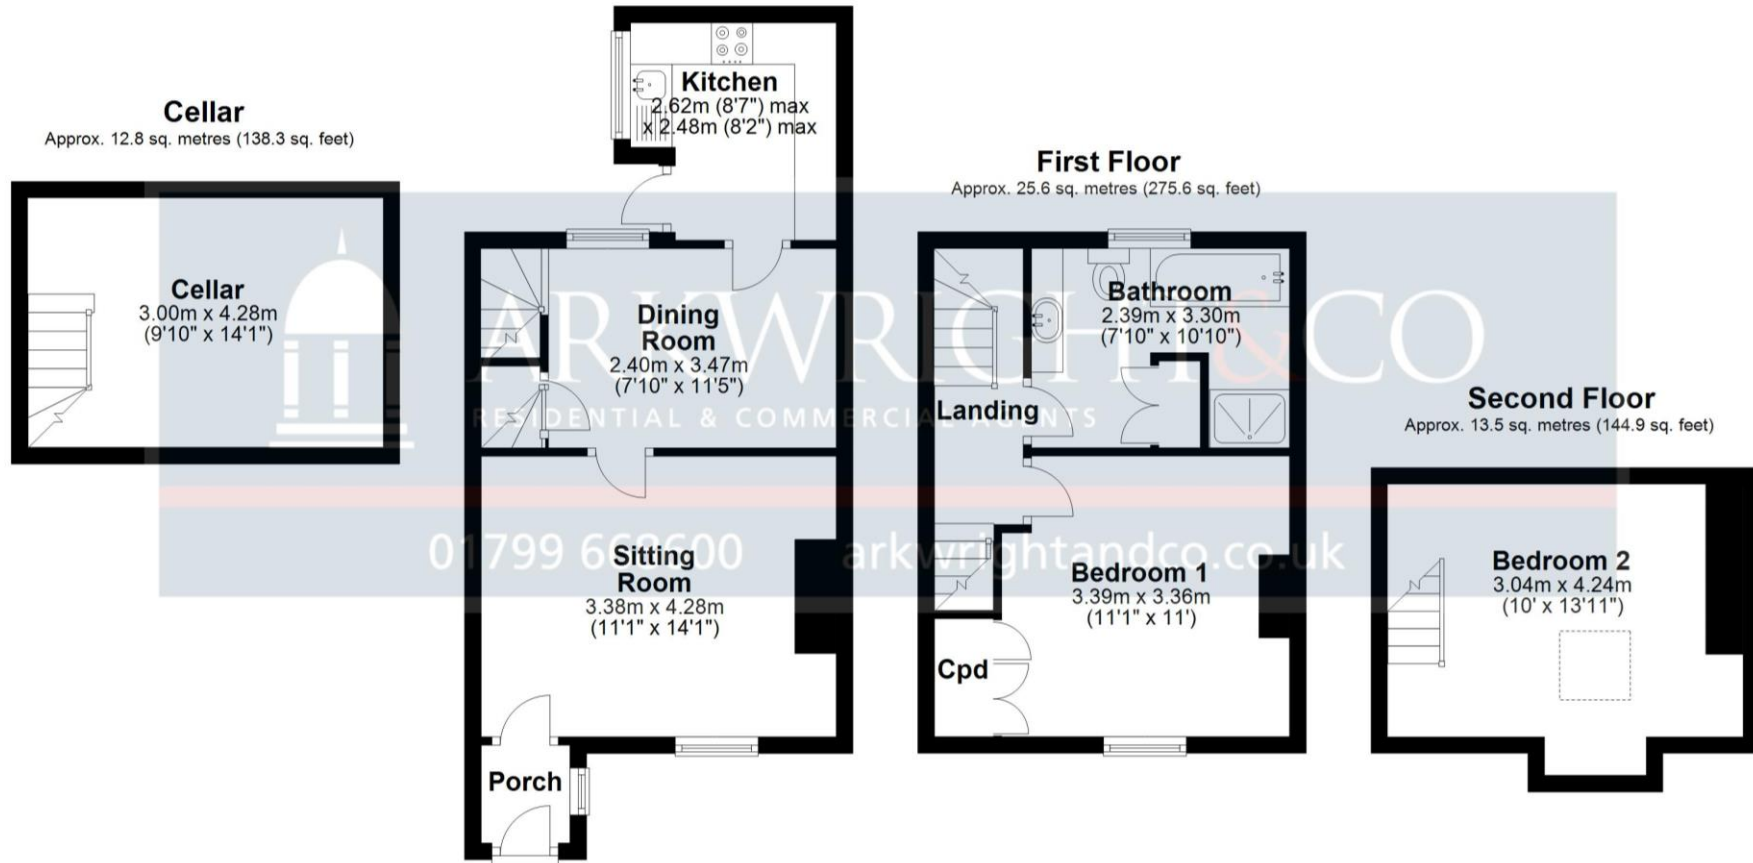 Cellar
Approx. 12.8 sq. metres (138.3 sq. feet)
Cellar
3.00m x 4.28m
(9'10" x 14'1")
Kitchen
2.62m (8'7") max
x 2.48m (8'2") max
Dining
Room
2.40m x 3.47m
(7'10" x 11'5")
Sitting
Room
3.38m x 4.28m
(11'1" x 14'1")
Porch
First Floor
Approx. 25.6 sq. metres (275.6 sq. feet)
Bathroom
2.39m x 3.30m
(7'10" x 10'10")
Landing
Bedroom 1
3.39m x 3.36m
(11'1" x 11')
Cpd
Second Floor
Approx. 13.5 sq. metres (144.9 sq. feet)
Bedroom 2
3.04m x 4.24m
(10' x 13'11")
ARKWRIGHT&CO
RESIDENTIAL & COMMERCIAL AGENTS
01799 668600 arkwrightandco.co.uk